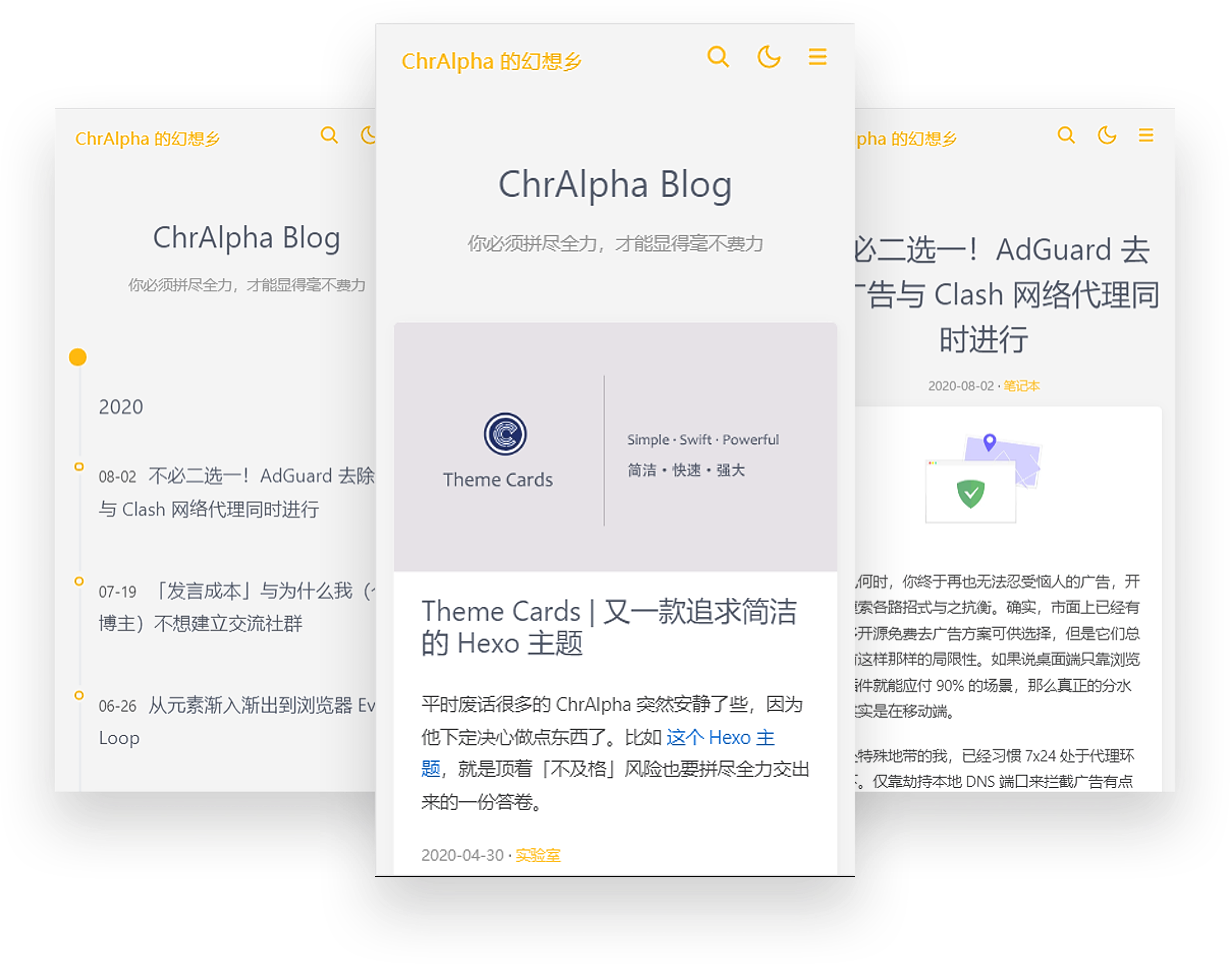 ChrAlpha 的幻想乡
ChrAlpha Blog
你必须拼尽全力，才能显得毫不费力
2020
08-02 不必二选一！AdGuard 去除
与 Clash 网络代理同时进行
07-19 「发言成本」与为什么我（
博主）不想建立交流社群
06-26 从元素渐入渐出到浏览器 Ev
Loop
ChrAlpha 的幻想乡
ChrAlpha Blog
你必须拼尽全力，才能显得毫不费力
Theme Cards
Simple · Swift · Powerful
简洁・快速・强大
Theme Cards | 又一款追求简洁
的 Hexo 主题
平时废话很多的 ChrAlpha 突然安静了些，因为
他下定决心做点东西了。比如 这个 Hexo 主
题，就是顶着「不及格」风险也要拼尽全力交出
来的一份答卷。
2020-04-30 · 实验室
pha 的幻想乡
必二选一！AdGuard 去
广告与 Clash 网络代理同
时进行
2020-08-02 · 笔记本
何时，你终于再也无法忍受恼人的广告，开
索各路招式与之抗衡。确实，市面上已经有
开源免费去广告方案可供选择，但是它们总
这样那样的局限性。如果说桌面端只靠浏览
件就能应付 90% 的场景，那么真正的分水
实是在移动端。
特殊地带的我，已经习惯 7x24 处于代理环
。仅靠劫持本地 DNS 端口来拦截广告有点